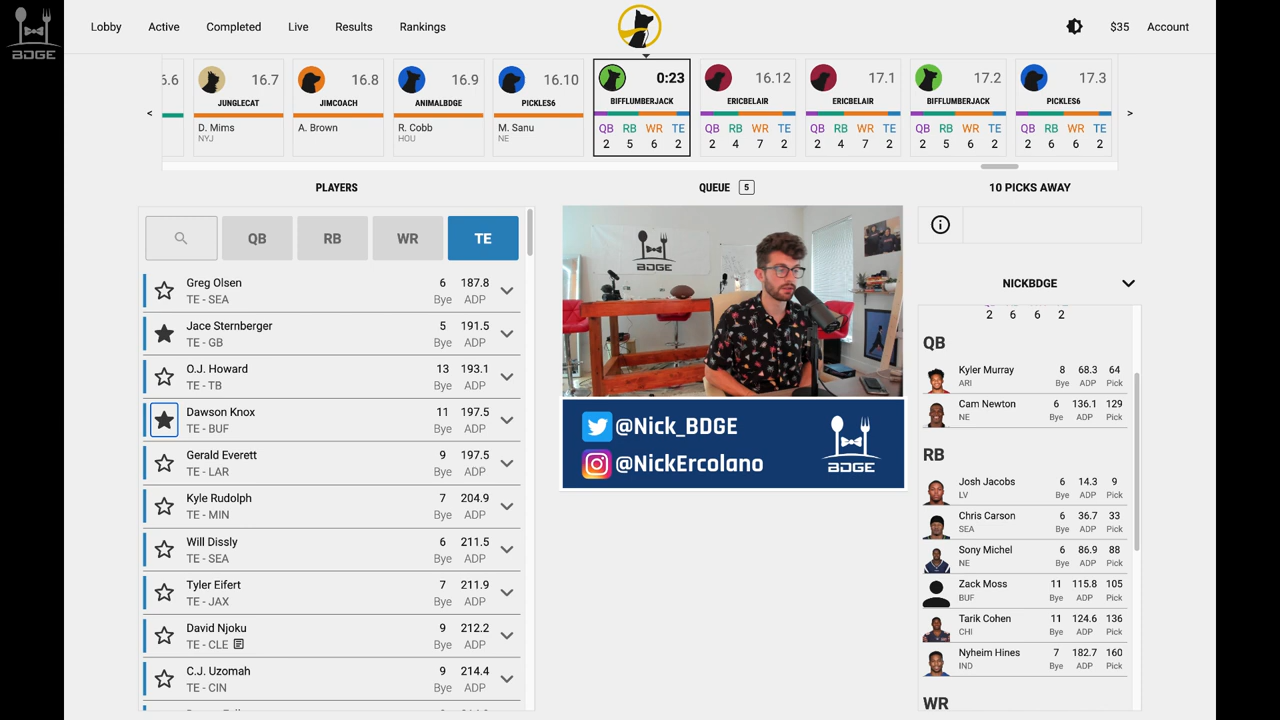 BDGE
Lobby Active Completed Live Results Rankings $35 Account
6.6 16.7 16.8 16.9 16.10 0:23 16.12 17.1 17.2 17.3
JUNGLECAT JIMCOACH ANIMALBDGE PICKLES6 BIFFLUMBERJACK ERICBELAIR ERICBELAIR BIFFLUMBERJACK PICKLES6
< >
D. Mims A. Brown R. Cobb M. Sanu QB RB WR TE QB RB WR TE QB RB WR TE QB RB WR TE QB RB WR TE
NYJ HOU NE 2 5 6 2 2 4 7 2 2 4 7 2 2 5 6 2 2 6 6 2
PLAYERS
QB RB WR TE
Greg Olsen 6 187.8
TE - SEA Bye ADP
Jace Sternberger 5 191.5
TE - GB Bye ADP
O.J. Howard 13 193.1
TE - TB Bye ADP
Dawson Knox 11 197.5
TE - BUF Bye ADP
Gerald Everett 9 197.5
TE - LAR Bye ADP
Kyle Rudolph 7 204.9
TE - MIN Bye ADP
Will Dissly 6 211.5
TE - SEA Bye ADP
Tyler Eifert 7 211.9
TE - JAX Bye ADP
David Njoku 9 212.2
TE - CLE Bye ADP
C.J. Uzomah 9 214.4
TE - CIN Bye ADP
QUEUE 5
BDGE
@Nick_BDGE
@NickErcolano
BDGE
10 PICKS AWAY
NICKBDGE
2 6 6 2
QB
Kyler Murray 8 68.3 64
ARI Bye ADP Pick
Cam Newton 6 136.1 129
NE Bye ADP Pick
RB
Josh Jacobs 6 14.3 9
LV Bye ADP Pick
Chris Carson 6 36.7 33
SEA Bye ADP Pick
Sony Michel 6 86.9 88
NE Bye ADP Pick
Zack Moss 11 115.8 105
BUF Bye ADP Pick
Tarik Cohen 11 124.6 136
CHI Bye ADP Pick
Nyheim Hines 7 182.7 160
IND Bye ADP Pick
WR